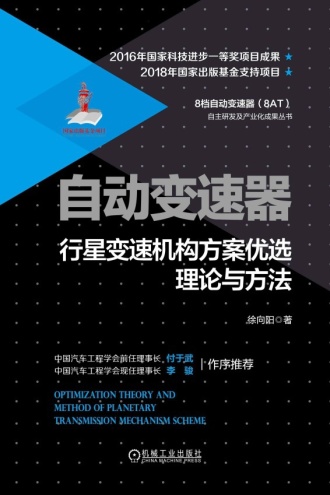 2016年国家科技进步一等奖项目成果 ★
2018年国家出版基金支持项目 ★
8档自动变速器（8AT）
自主研发及产业化成果丛书
自动变速器
行星变速机构方案优选
理论与方法
徐向阳◎著
中国汽车工程学会前任理事长 付于武
中国汽车工程学会现任理事长 李 骏
作序推荐
OPTIMIZATION THEORY AND
METHOD OF PLANETARY
TRANSMISSION MECHANISM SCHEME
机械工业出版社
CHINA MACHINE PRESS